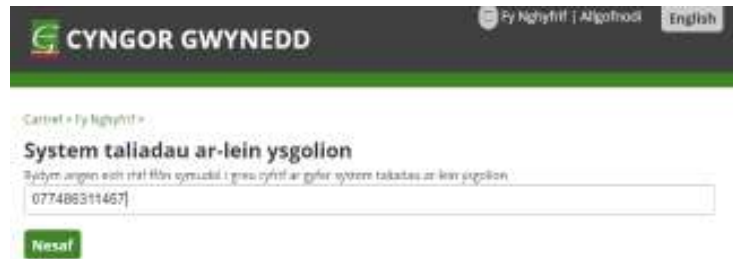 Fy Nghyfrif | Allgofnodi
English
CYNGOR GWYNEDD
Cartref > Fy Nghyfrif >
System taliadau ar-lein ysgolion
Rydym angen eich rhif ffôn symudol i greu cyfrif ar gyfer system taliadau ar-lein ysgolion
077486311467
Nesaf